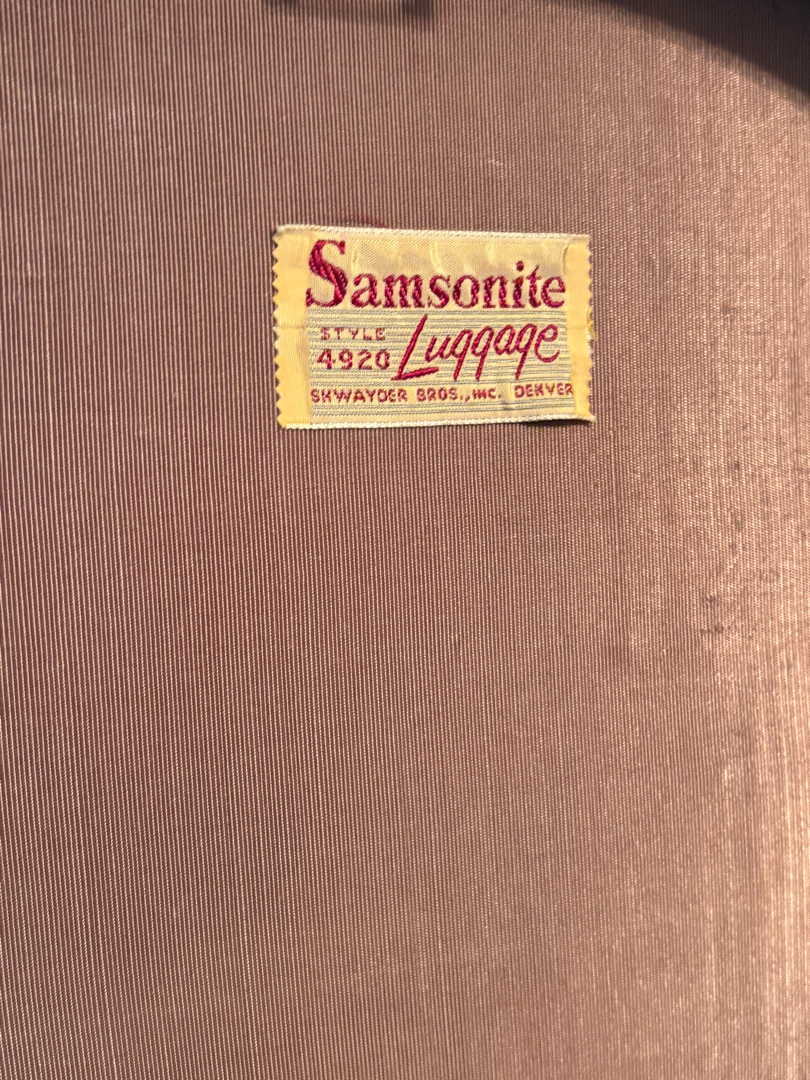 Samsonite
STYLE
4920 Luggage
SHWAYDER BROS., INC. DENVER